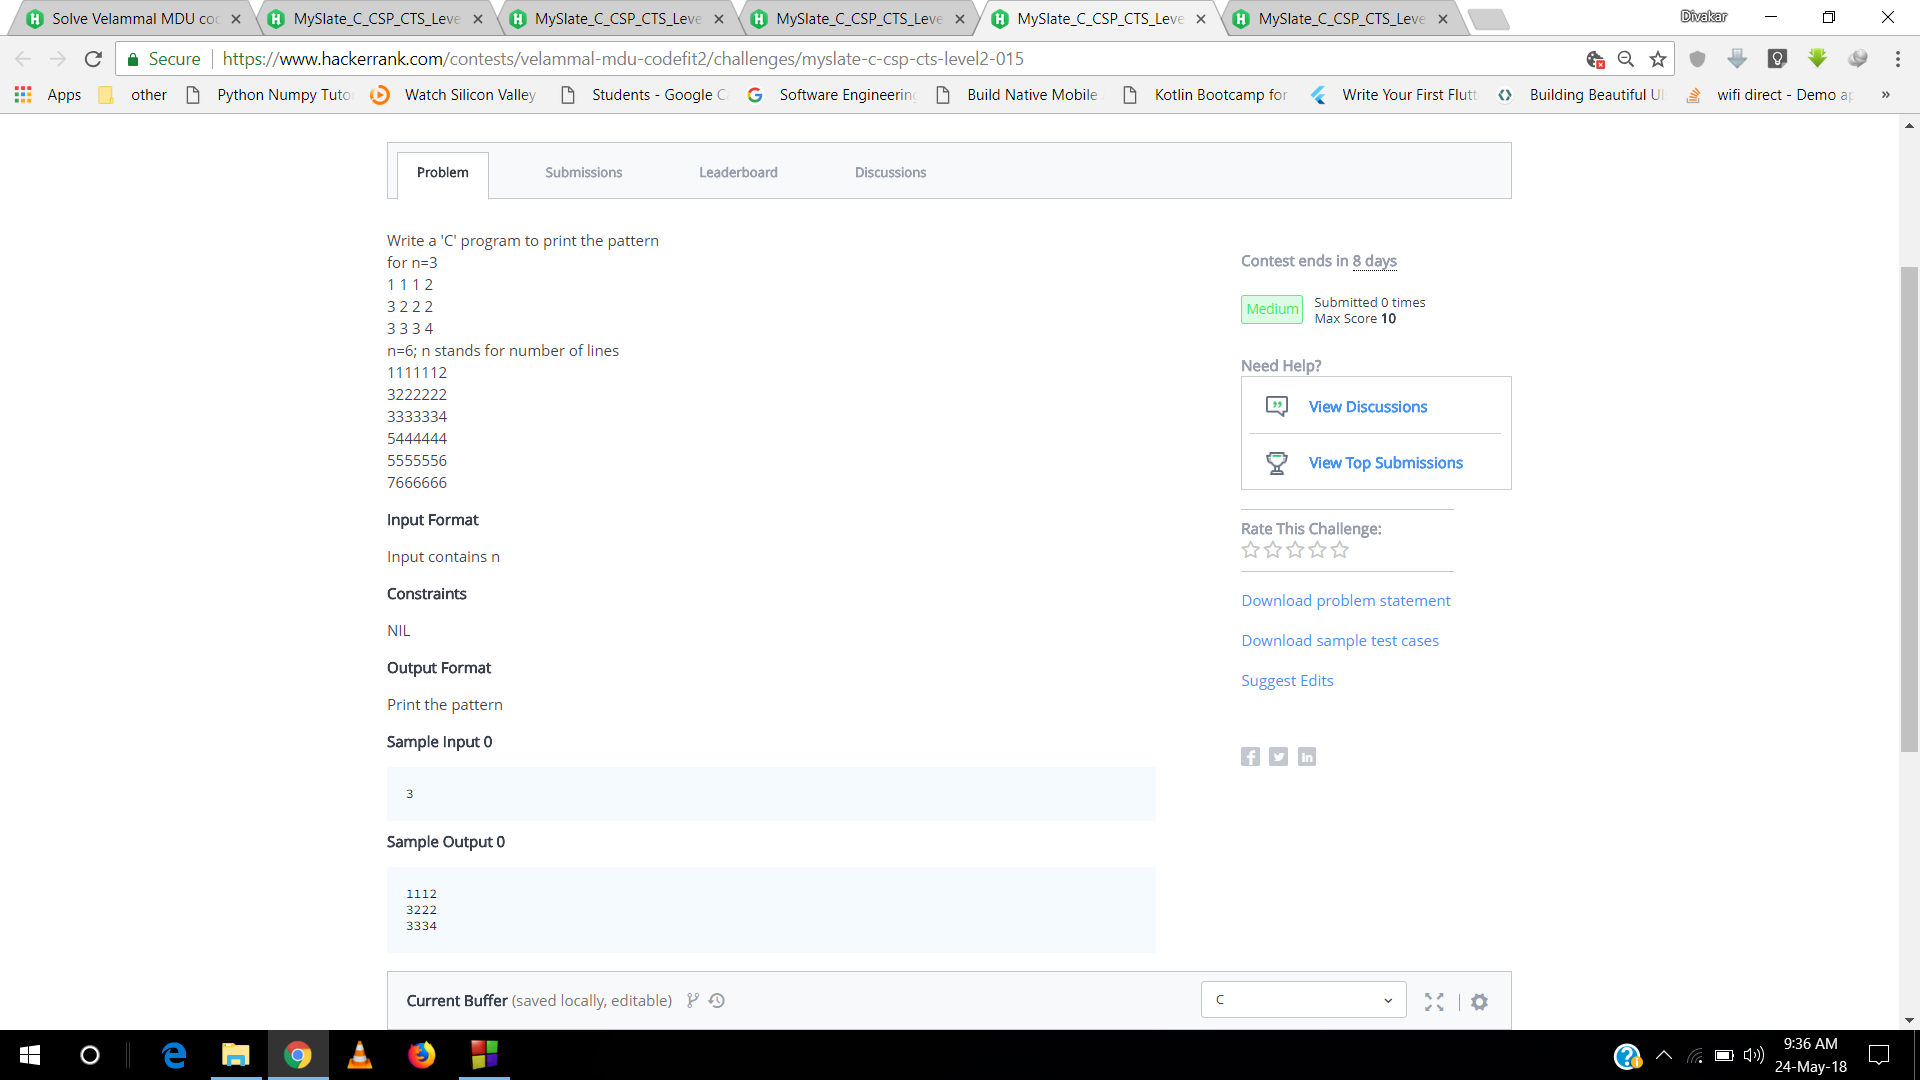 Solve Velammal MDU co
MySlate_C_CSP_CTS_Leve
MySlate_C_CSP_CTS_Leve
MySlate_C_CSP_CTS_Leve
MySlate_C_CSP_CTS_Leve
MySlate_C_CSP_CTS_Leve
Divakar
Secure
https://www.hackerrank.com/contests/velammal-mdu-codefit2/challenges/myslate-c-csp-cts-level2-015
Apps
other
Python Numpy Tuto
Watch Silicon Valley
Students - Google C
Software Engineering
Build Native Mobile
Kotlin Bootcamp for
Write Your First Flutt
Building Beautiful UI
wifi direct - Demo ap
»
Problem
Submissions
Leaderboard
Discussions
Write a 'C' program to print the pattern
for n=3
1 1 1 2
3 2 2 2
3 3 3 4
n=6; n stands for number of lines
1111112
3222222
3333334
5444444
5555556
7666666
Input Format
Input contains n
Constraints
NIL
Output Format
Print the pattern
Sample Input 0
3
Sample Output 0
1112
3222
3334
Contest ends in 8 days
Medium
Submitted 0 times
Max Score 10
Need Help?
View Discussions
View Top Submissions
Rate This Challenge:
Download problem statement
Download sample test cases
Suggest Edits
Current Buffer (saved locally, editable)
C
9:36 AM
24-May-18